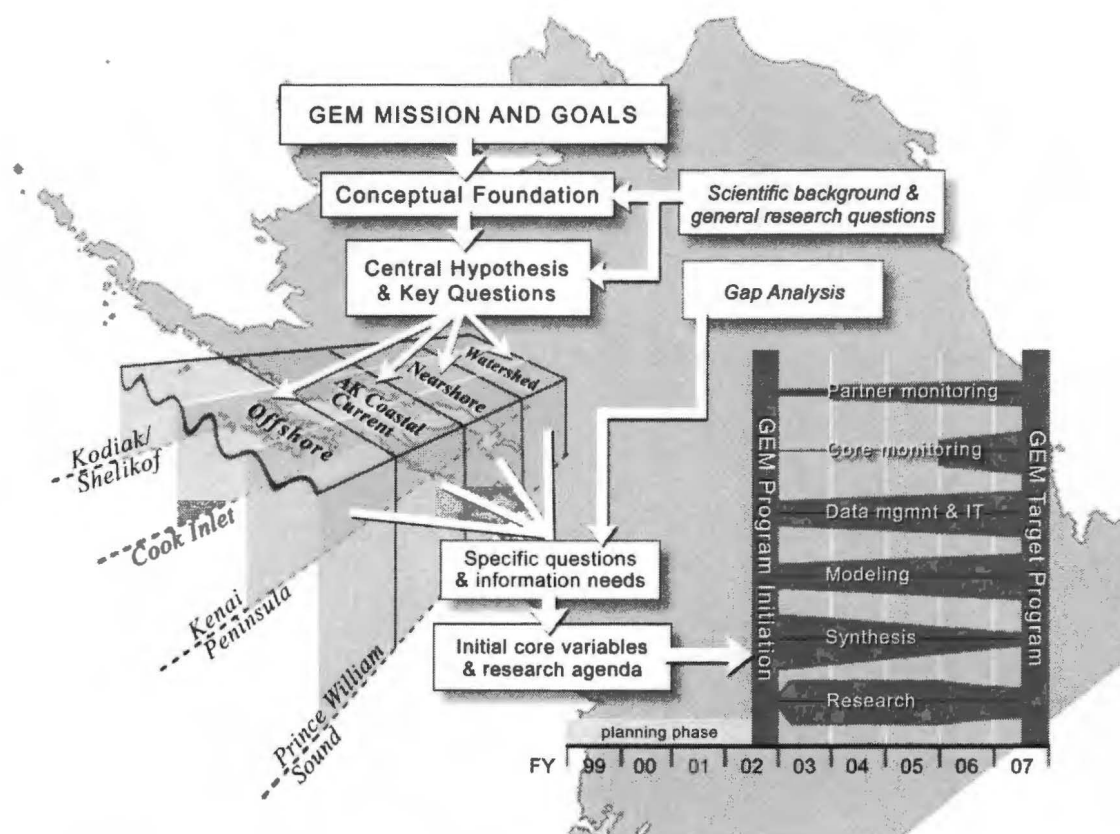 GEM MISSION AND GOALS
Conceptual Foundation
Scientific background &
general research questions
Central Hypothesis
& Key Questions
Gap Analysis
Watershed
Nearshore
AK Coastal
Current
Offshore
Kodiak/
Shelikof
Cook Inlet
Kenai
Peninsula
Prince William
Sound
Specific questions
& information needs
Initial core variables
& research agenda
GEM Program Initiation
Partner monitoring
Core monitoring
Data mgmnt & IT
Modeling
Synthesis
Research
GEM Target Program
planning phase
FY 99 00 01 02 03 04 05 06 07